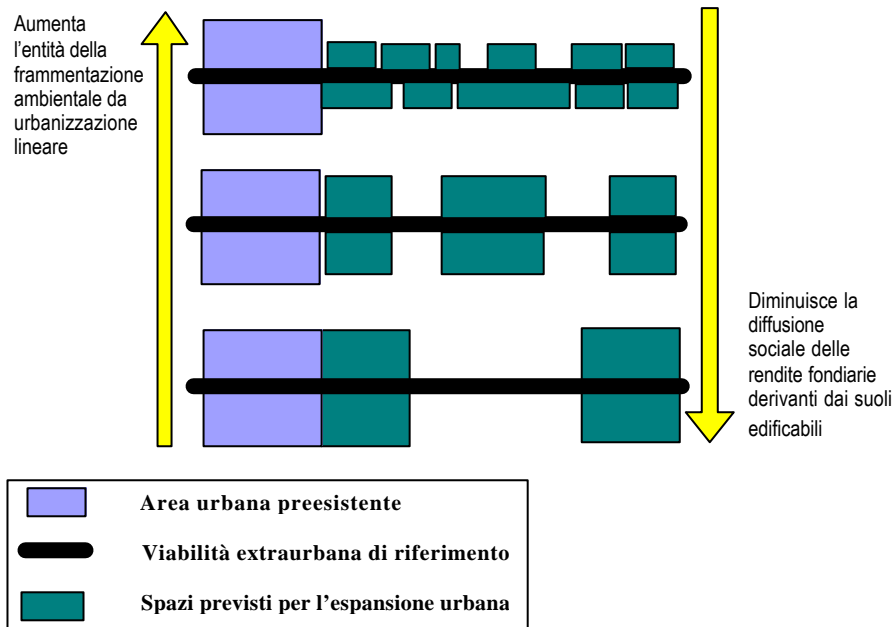 Aumenta
l'entità della
frammentazione
ambientale da
urbanizzazione
lineare
Diminuisce la
diffusione
sociale delle
rendite fondiarie
derivanti dai suoli
edificabili
Area urbana preesistente
Viabilità extraurbana di riferimento
Spazi previsti per l'espansione urbana